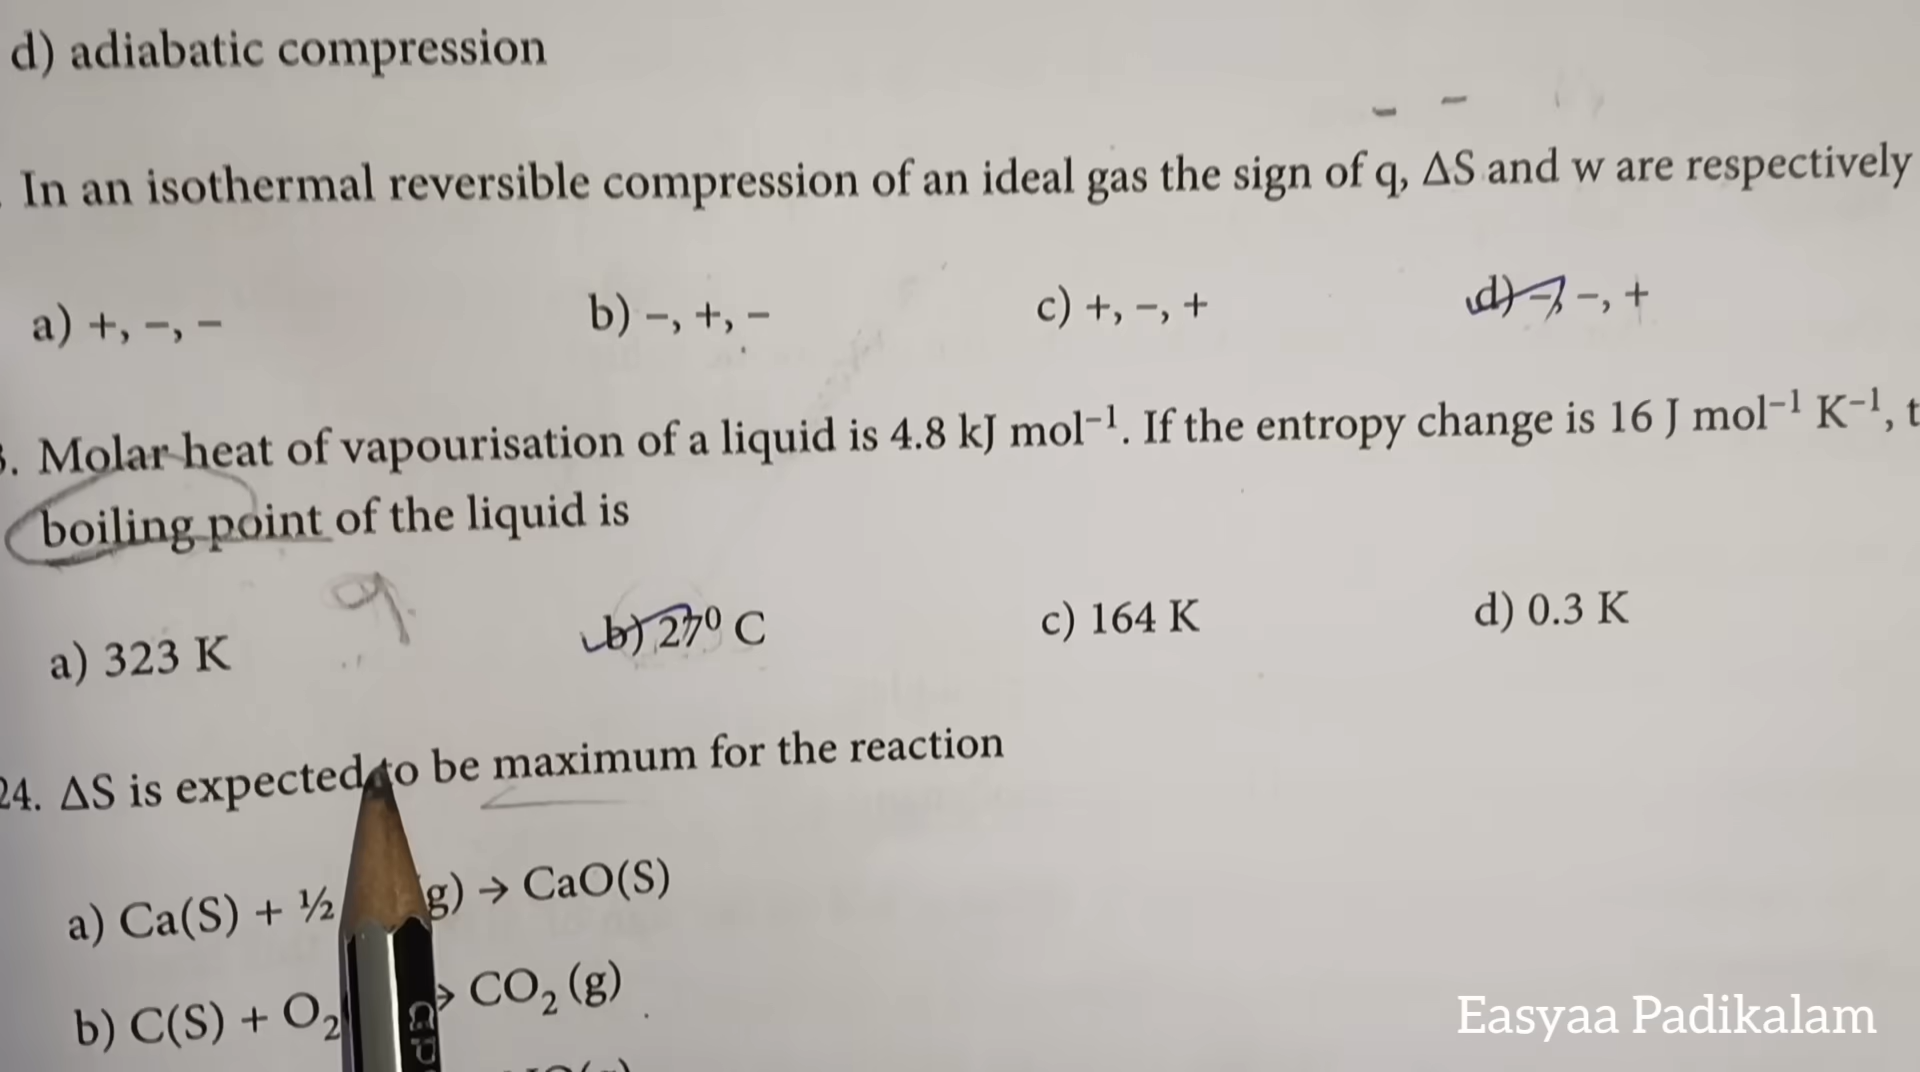 d) adiabatic compression
In an isothermal reversible compression of an ideal gas the sign of q, ΔS and w are respectively
a) +, −, − b) −, +, − c) +, −, + d) −, −, +
3. Molar heat of vapourisation of a liquid is 4.8 kJ mol⁻¹. If the entropy change is 16 J mol⁻¹ K⁻¹, t
boiling point of the liquid is
a) 323 K b) 27⁰ C c) 164 K d) 0.3 K
24. ΔS is expected to be maximum for the reaction
a) Ca(S) + ½ g) → CaO(S)
b) C(S) + O₂ → CO₂ (g)
Easyaa Padikalam